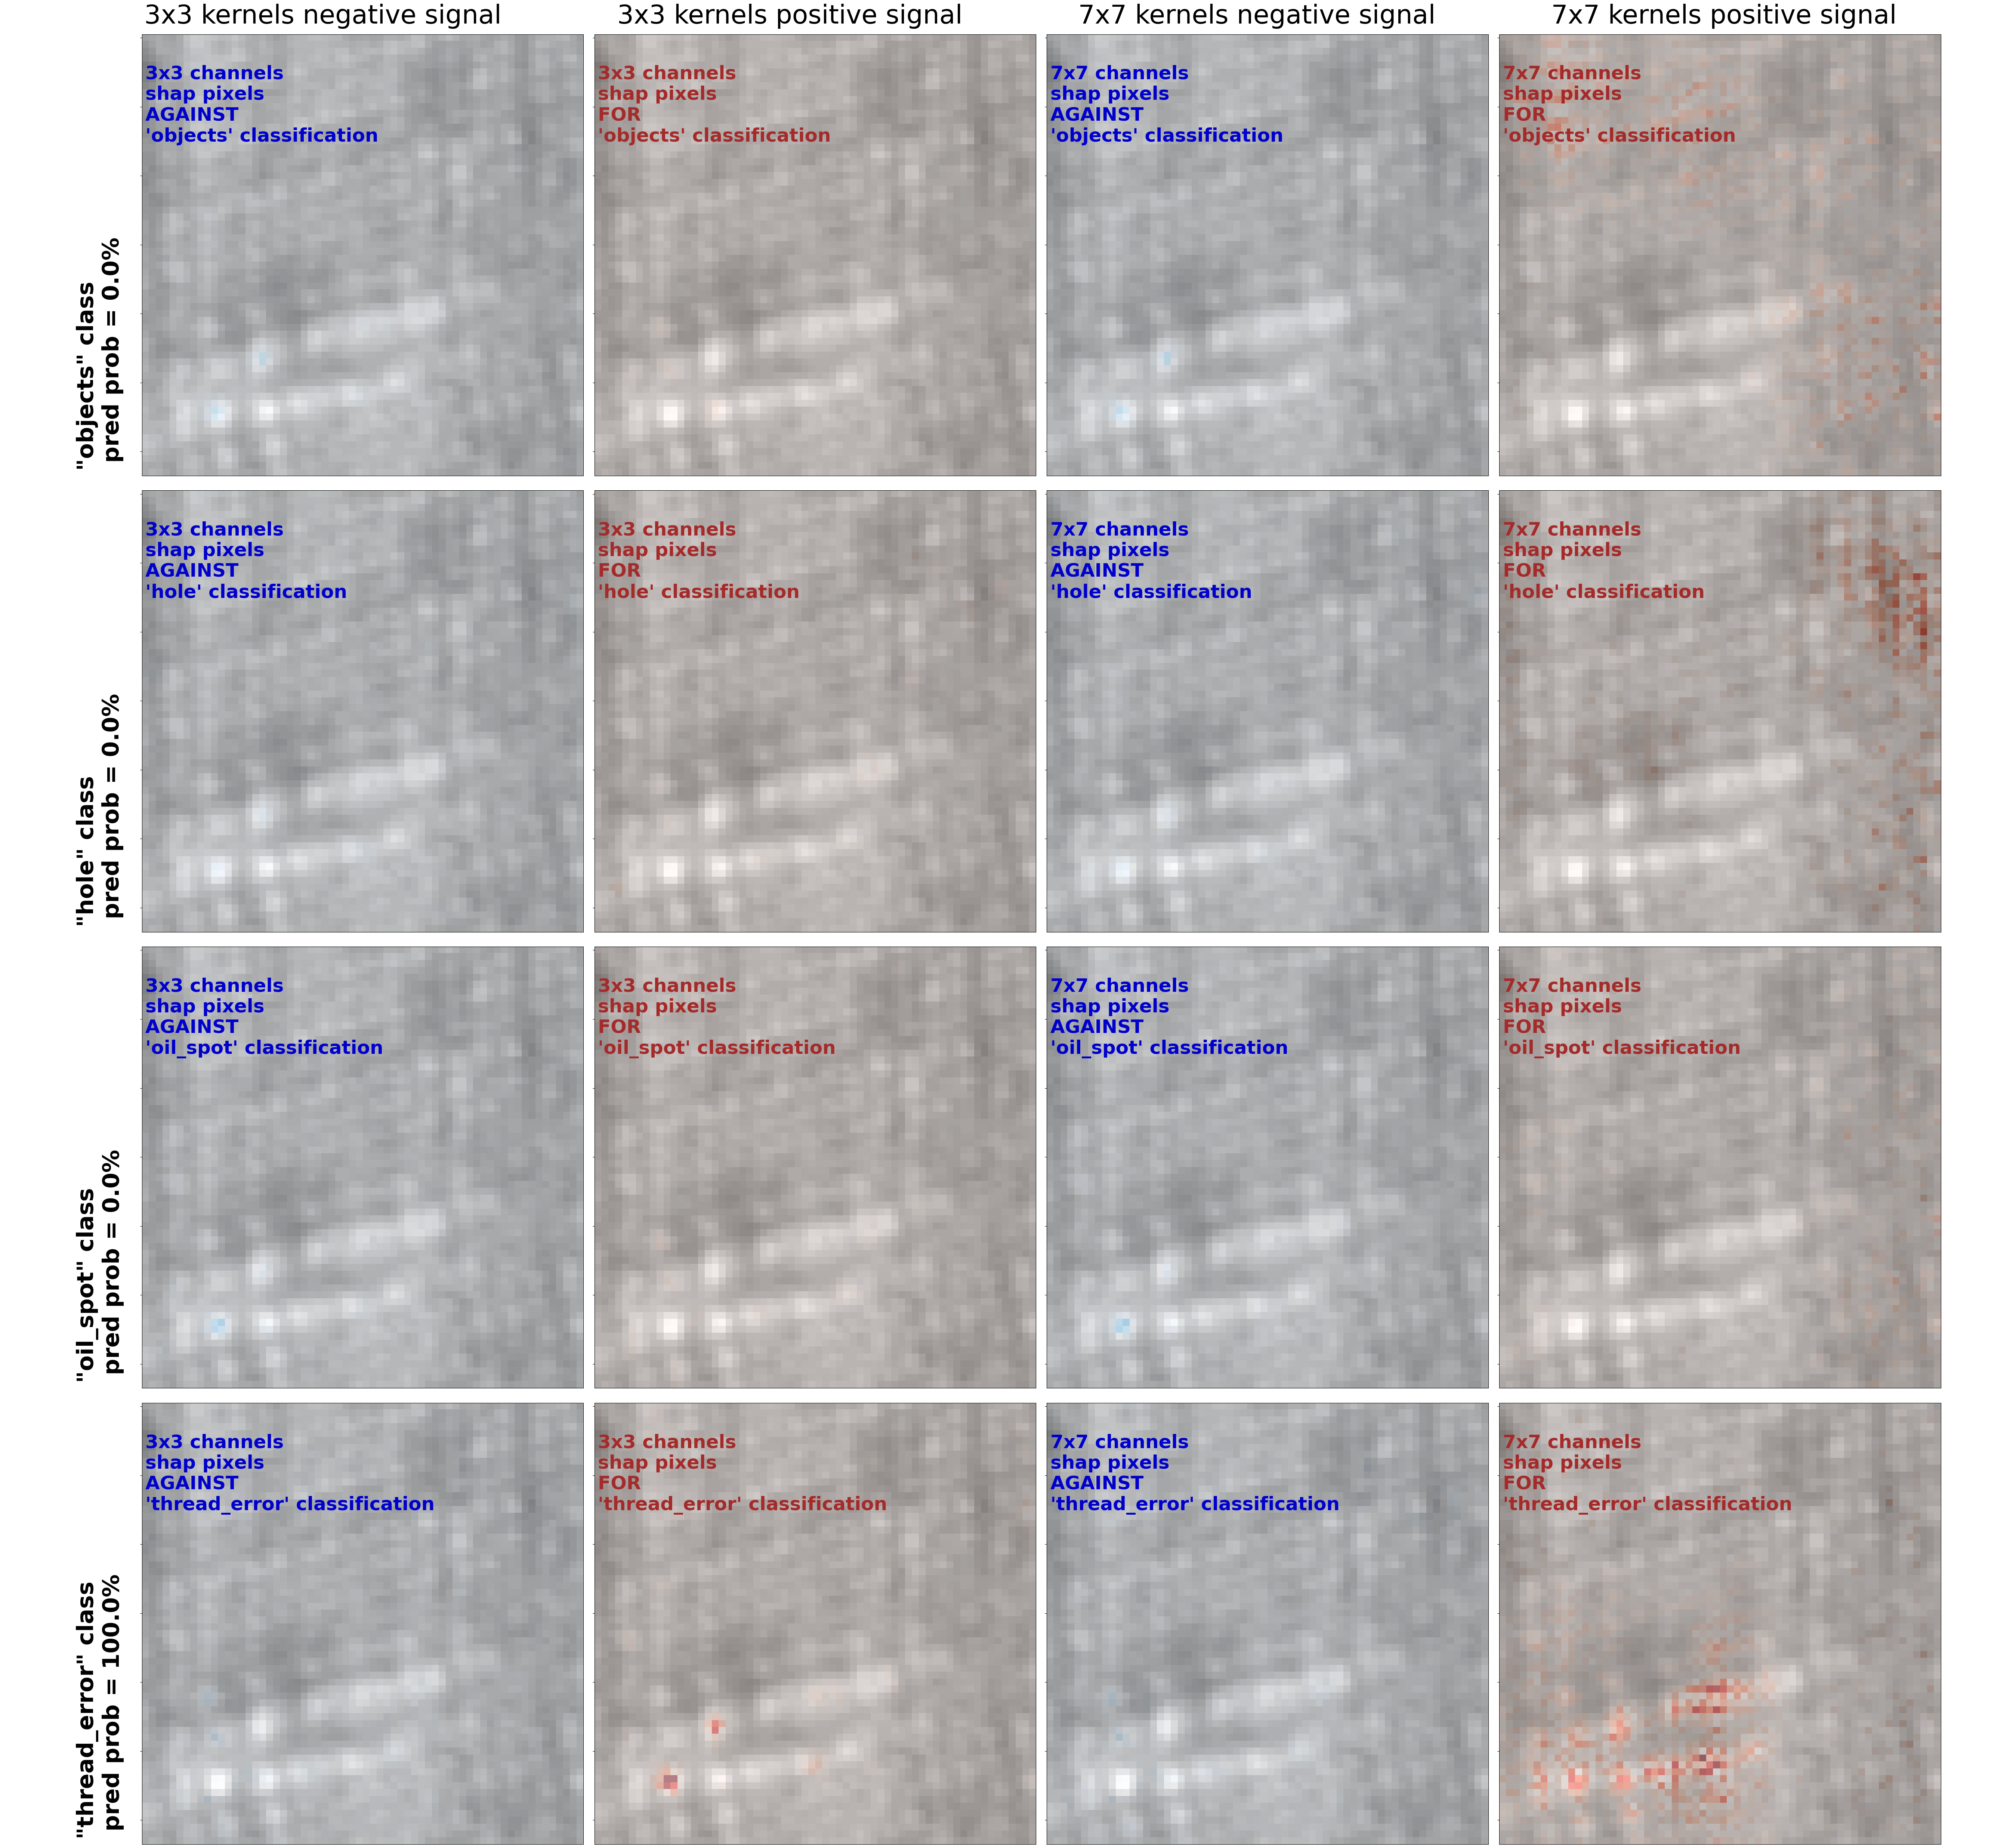 3x3 kernels negative signal
3x3 kernels positive signal
7x7 kernels negative signal
7x7 kernels positive signal
"objects" class
pred prob = 0.0%
3x3 channels
shap pixels
AGAINST
'objects' classification
3x3 channels
shap pixels
FOR
'objects' classification
7x7 channels
shap pixels
AGAINST
'objects' classification
7x7 channels
shap pixels
FOR
'objects' classification
"hole" class
pred prob = 0.0%
3x3 channels
shap pixels
AGAINST
'hole' classification
3x3 channels
shap pixels
FOR
'hole' classification
7x7 channels
shap pixels
AGAINST
'hole' classification
7x7 channels
shap pixels
FOR
'hole' classification
"oil_spot" class
pred prob = 0.0%
3x3 channels
shap pixels
AGAINST
'oil_spot' classification
3x3 channels
shap pixels
FOR
'oil_spot' classification
7x7 channels
shap pixels
AGAINST
'oil_spot' classification
7x7 channels
shap pixels
FOR
'oil_spot' classification
"thread_error" class
pred prob = 100.0%
3x3 channels
shap pixels
AGAINST
'thread_error' classification
3x3 channels
shap pixels
FOR
'thread_error' classification
7x7 channels
shap pixels
AGAINST
'thread_error' classification
7x7 channels
shap pixels
FOR
'thread_error' classification